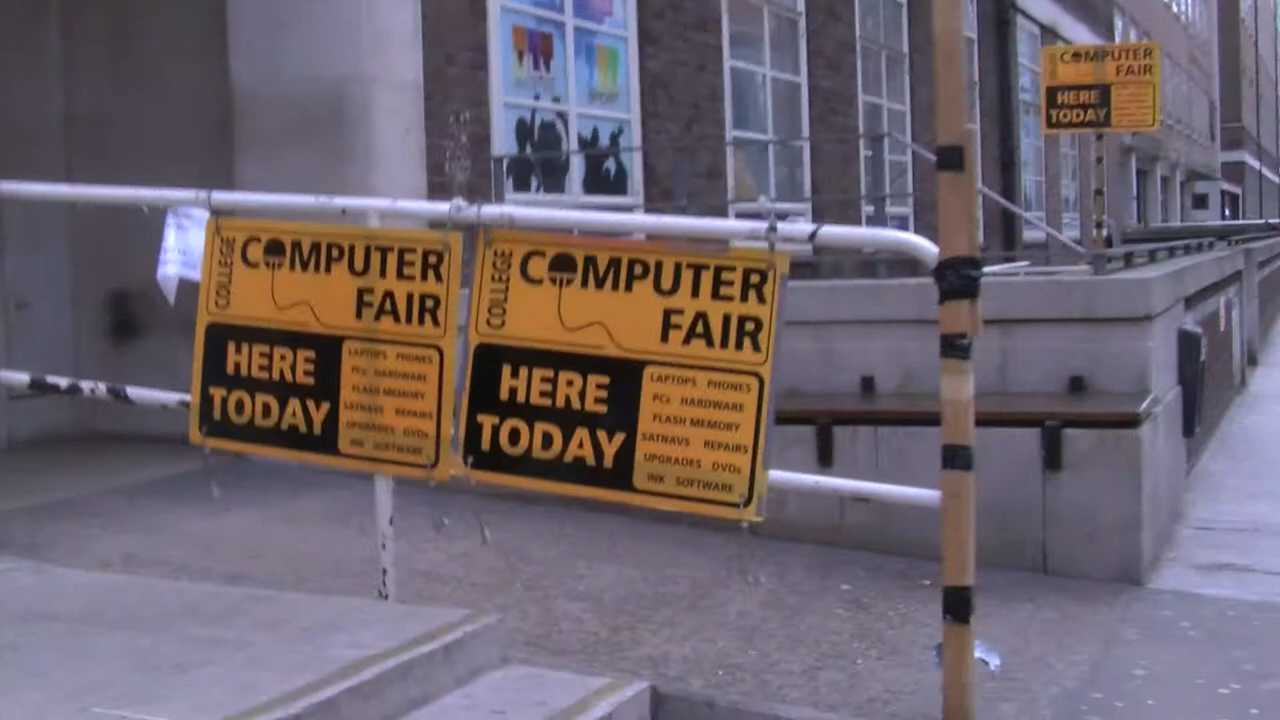 COLLEGE
COMPUTER
FAIR
HERE
TODAY
LAPTOPS PHONES
PCs HARDWARE
FLASH MEMORY
SATNAVS REPAIRS
UPGRADES DVDs
INK SOFTWARE
COLLEGE
COMPUTER
FAIR
HERE
TODAY
LAPTOPS PHONES
PCs HARDWARE
FLASH MEMORY
SATNAVS REPAIRS
UPGRADES DVDs
INK SOFTWARE
COMPUTER
FAIR
HERE
TODAY